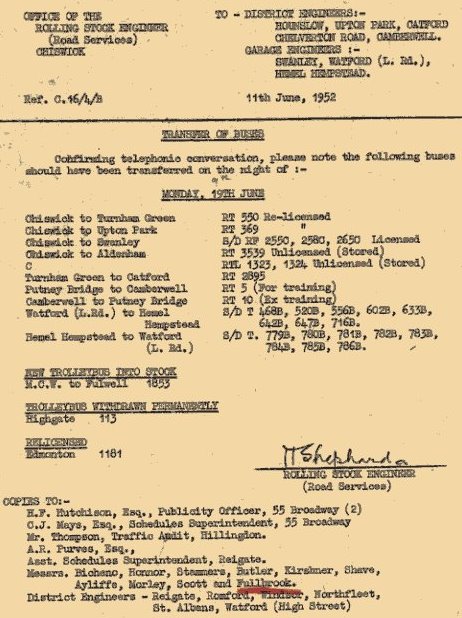 OFFICE OF THE
ROLLING STOCK ENGINEER
(Road Services)
CHISWICK
TO - DISTRICT ENGINEERS:-
HOUNSLOW, UPTON PARK, CATFORD
CHELVERTON ROAD, CAMBERWELL.
GARAGE ENGINEERS :-
SWANLEY, WATFORD (L. Rd.),
HEMEL HEMPSTEAD.
Ref. C.16/4/B
11th June, 1952
TRANSFER OF BUSES
Confirming telephonic conversation, please note the following buses
should have been transferred on the night of :-
MONDAY, 19TH JUNE
Chiswick to Turnham Green RT 550 Re-licensed
Chiswick to Upton Park RT 369 "
Chiswick to Swanley S/D RF 255C, 258C, 265C Licensed
Chiswick to Aldenham RT 3539 Unlicensed (Stored)
C RTL 1323, 1324 Unlicensed (Stored)
Turnham Green to Catford RT 2895
Putney Bridge to Camberwell RT 5 (For training)
Camberwell to Putney Bridge RT 10 (Ex training)
Watford (L.Rd.) to Hemel S/D T 468B, 520B, 556B, 602B, 633B,
Hempstead 642B, 647B, 716B.
Hemel Hempstead to Watford S/D T. 779B, 780B, 781B, 782B, 783B,
(L. Rd.) 784B, 785B, 786B.
NEW TROLLEYBUS INTO STOCK
M.C.W. to Fulwell 1853
TROLLEYBUS WITHDRAWN PERMANENTLY
Highgate 113
RELICENSED
Edmonton 1181
ROLLING STOCK ENGINEER
(Road Services)
COPIES TO:-
H.F. Hutchison, Esq., Publicity Officer, 55 Broadway (2)
C.J. Mays, Esq., Schedules Superintendent, 55 Broadway
Mr. Thompson, Traffic Audit, Hillingdon.
A.R. Purves, Esq.,
Asst. Schedules Superintendent, Reigate.
Messrs. Bicheno, Honnor, Stammers, Butler, Kirshner, Shave,
Ayliffe, Morley, Scott and Fullbrook.
District Engineers - Reigate, Romford, Windsor, Northfleet,
St. Albans, Watford (High Street)